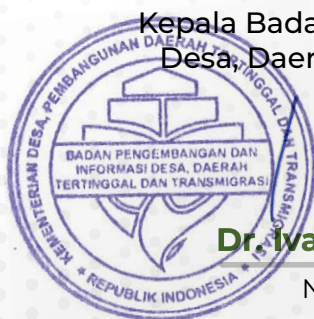 Kepala Bada
Desa, Daer
KEMENTERIAN DESA, PEMBANGUNAN DAERAH TERTINGGAL DAN TRANSMIGRASI
BADAN PENGEMBANGAN DAN
INFORMASI DESA, DAERAH
TERTINGGAL DAN TRANSMIGRASI
REPUBLIK INDONESIA
Dr. Iva
N